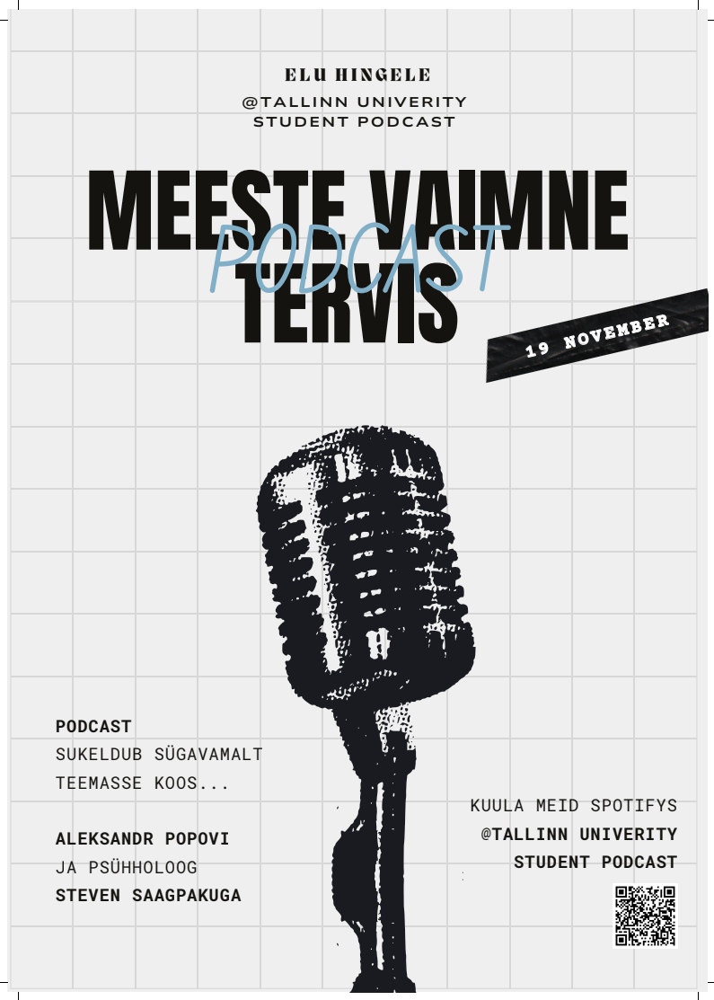 ELU HINGELE
@TALLINN UNIVERITY
STUDENT PODCAST
MEESTE VAIMNE
PODCAST
TERVIS
19 NOVEMBER
PODCAST
SUKELDUB SÜGAVAMALT
TEEMASSE KOOS...
ALEKSANDR POPOVI
JA PSÜHHOLOOG
STEVEN SAAGPAKUGA
KUULA MEID SPOTIFYS
@TALLINN UNIVERITY
STUDENT PODCAST